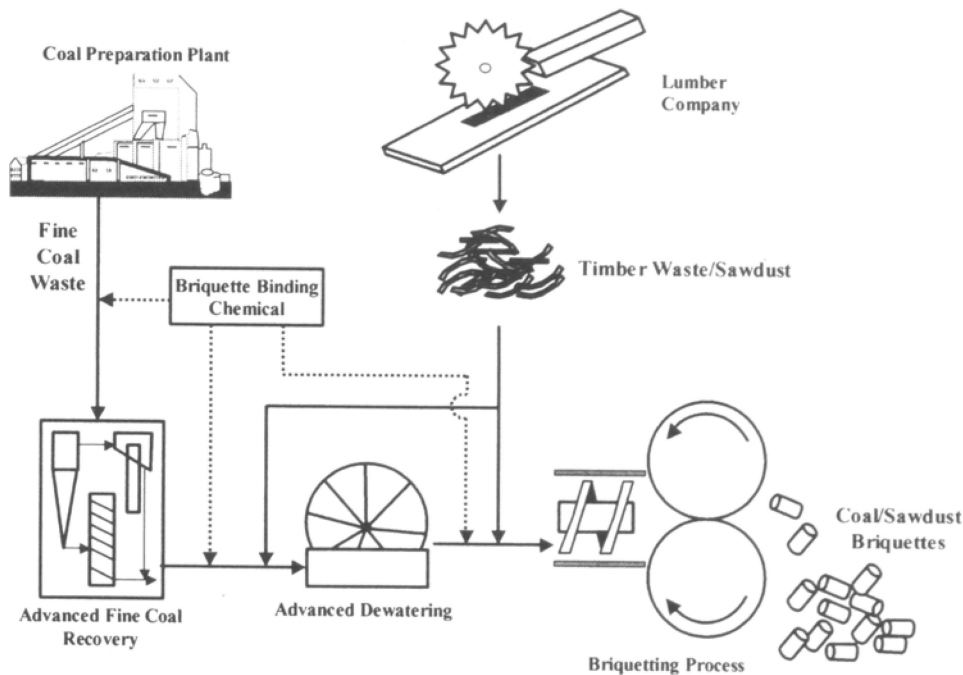 Coal Preparation Plant
Lumber
Company
Fine
Coal
Waste
Timber Waste/Sawdust
Briquette Binding
Chemical
Coal/Sawdust
Briquettes
Advanced Fine Coal
Recovery
Advanced Dewatering
Briquetting Process